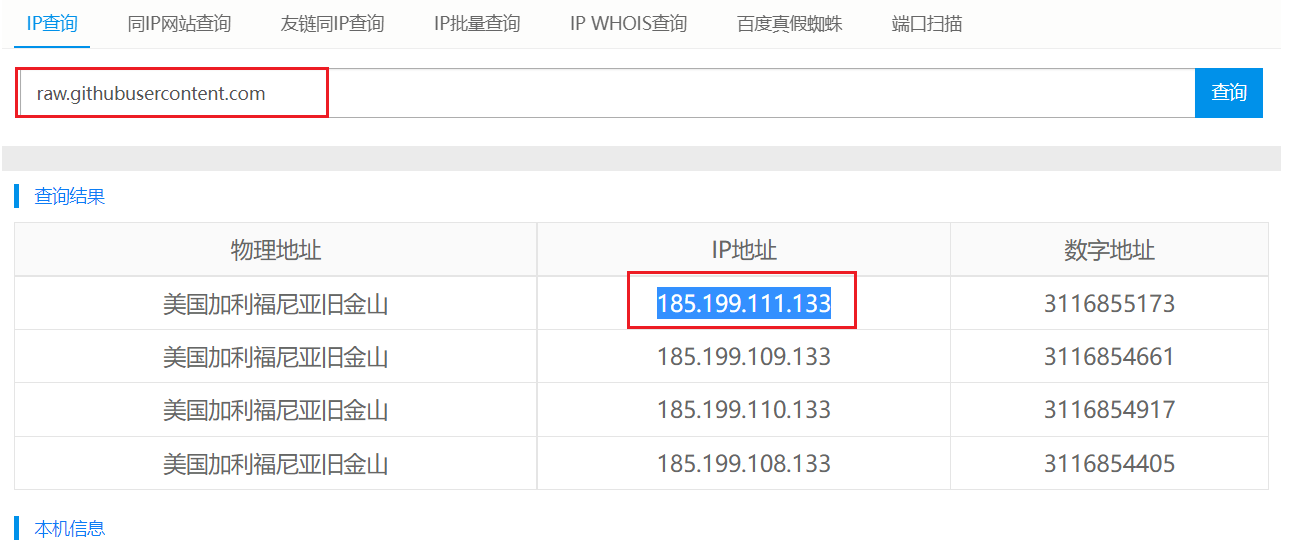 IP查询 同IP网站查询 友链同IP查询 IP批量查询 IP WHOIS查询 百度真假蜘蛛 端口扫描
raw.githubusercontent.com 查询
查询结果
物理地址 IP地址 数字地址
美国加利福尼亚旧金山 185.199.111.133 3116855173
美国加利福尼亚旧金山 185.199.109.133 3116854661
美国加利福尼亚旧金山 185.199.110.133 3116854917
美国加利福尼亚旧金山 185.199.108.133 3116854405
本机信息